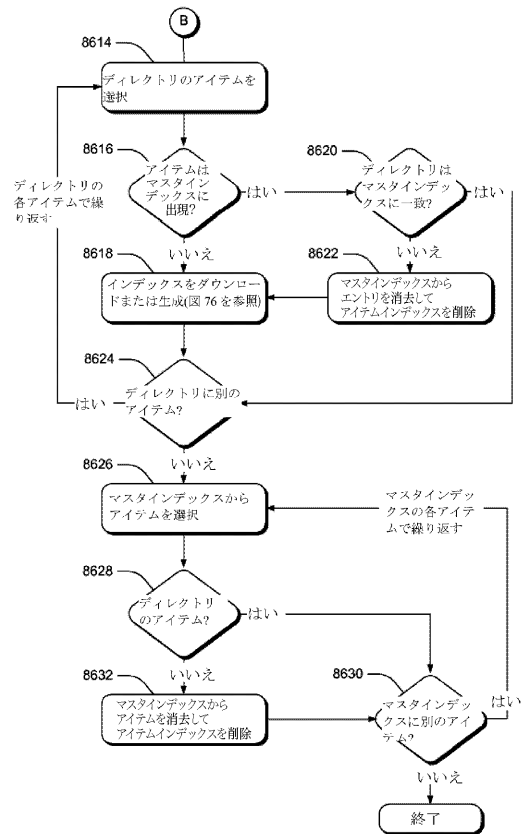 B
8614
ディレクトリのアイテムを
選択
8616
アイテムは
マスタイン
デックスに
出現?
はい
いいえ
8620
ディレクトリは
マスタインデッ
クスに一致?
はい
いいえ
ディレクトリの
各アイテムで繰
り返す
8618
インデックスをダウンロー
ドまたは生成(図 76 を参照)
8622
マスタインデックスから
エントリを消去して
アイテムインデックスを削除
8624
ディレクトリに別の
アイテム?
はい
いいえ
8626
マスタインデックスから
アイテムを選択
マスタインデッ
クスの各アイテ
ムで繰り返す
8628
ディレクトリ
のアイテム?
はい
いいえ
8632
マスタインデックスから
アイテムを消去して
アイテムインデックスを削除
8630
マスタインデッ
クスに別のアイ
テム?
はい
いいえ
終了